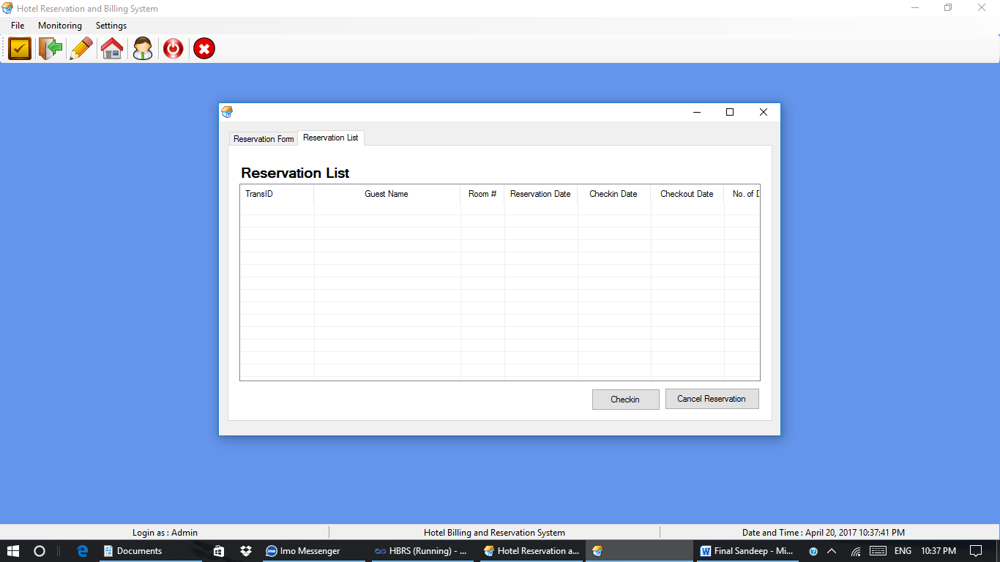 Hotel Reservation and Billing System
File Monitoring Settings
Reservation Form Reservation List
Reservation List
TransID Guest Name Room # Reservation Date Checkin Date Checkout Date No. of D
Checkin Cancel Reservation
Login as : Admin Hotel Billing and Reservation System Date and Time : April 20, 2017 10:37:41 PM
Documents imo Imo Messenger HBRS (Running) - ... Hotel Reservation a... Final Sandeep - Mi... ENG 10:37 PM